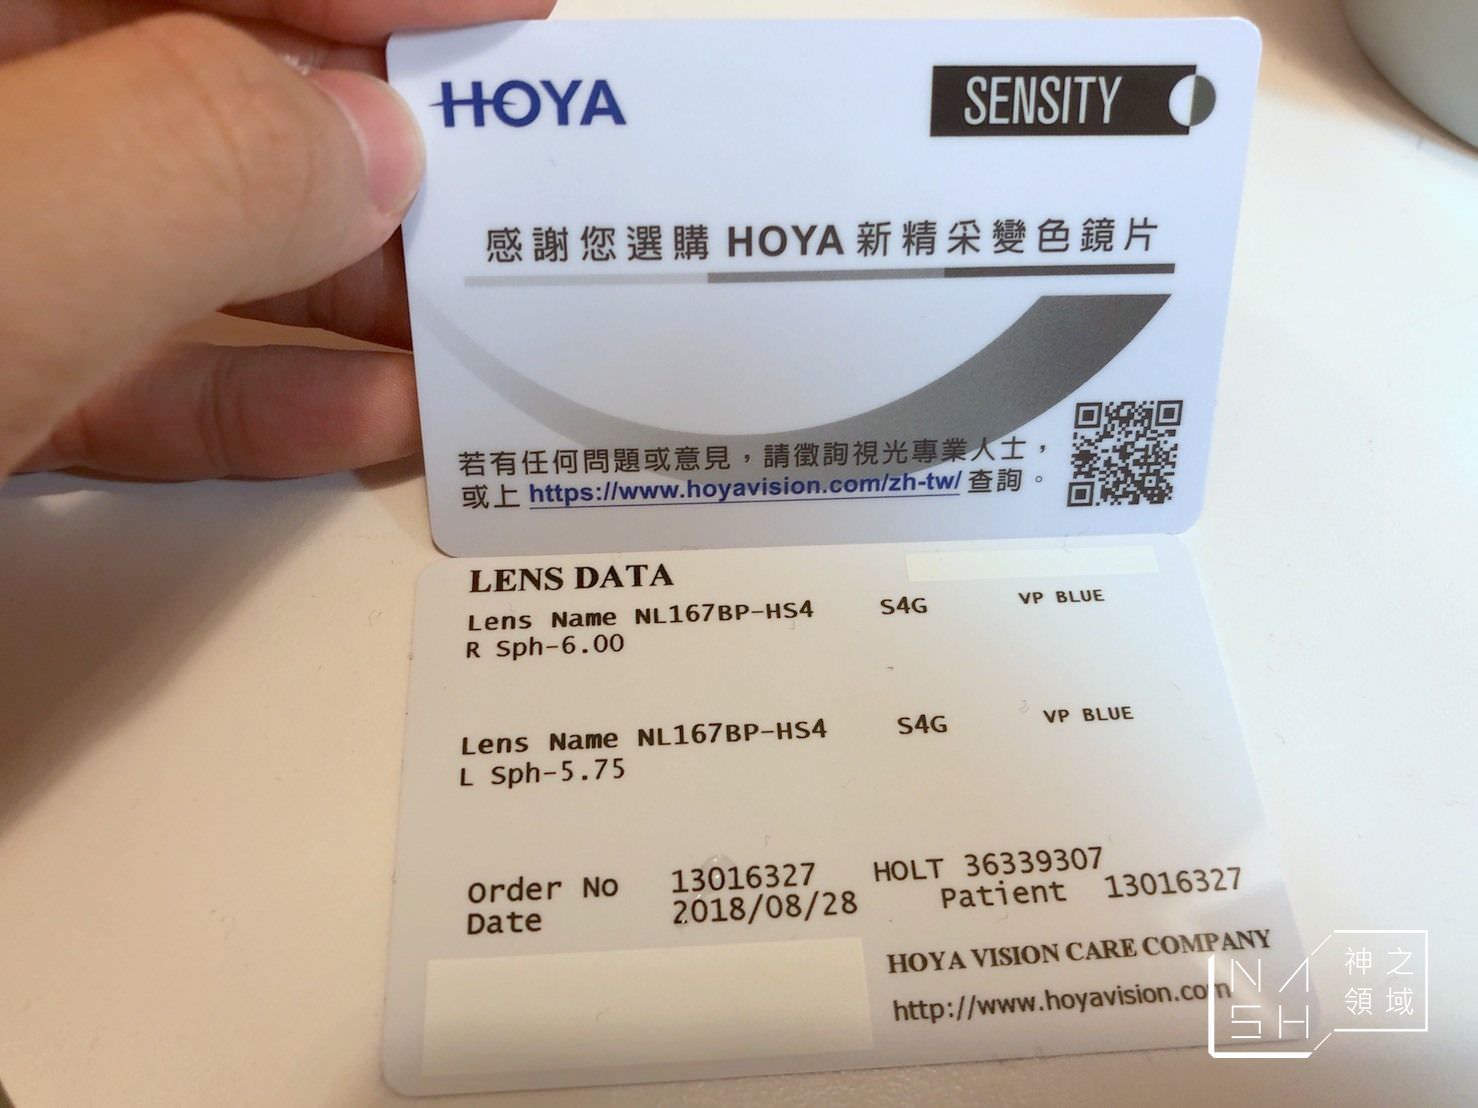 HOYA
SENSITY
感謝您選購 HOYA 新精采變色鏡片
若有任何問題或意見，請徵詢視光專業人士，
或上 https://www.hoyavision.com/zh-tw/ 查詢。
LENS DATA
Lens Name NL167BP-HS4 S4G VP BLUE
R Sph-6.00
Lens Name NL167BP-HS4 S4G VP BLUE
L Sph-5.75
Order No 13016327 HOLT 36339307
Date 2018/08/28 Patient 13016327
HOYA VISION CARE COMPANY
http://www.hoyavision.com
NASH
神之領域